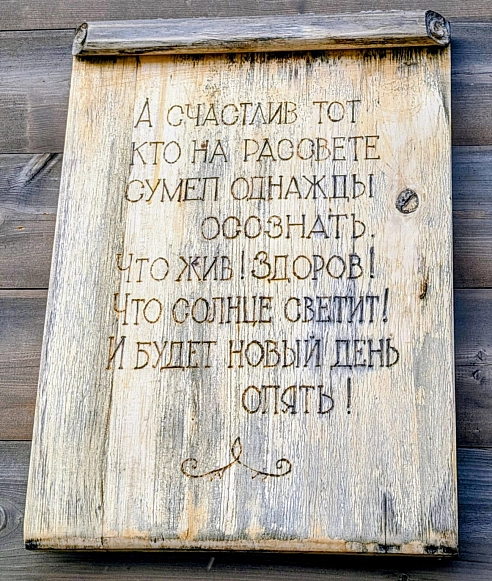 А СЧАСТЛИВ ТОТ
КТО НА РАССВЕТЕ
СУМЕЛ ОДНАЖДЫ
ОСОЗНАТЬ.
ЧТО ЖИВ! ЗДОРОВ!
ЧТО СОЛНЦЕ СВЕТИТ!
И БУДЕТ НОВЫЙ ДЕНЬ
ОПЯТЬ!